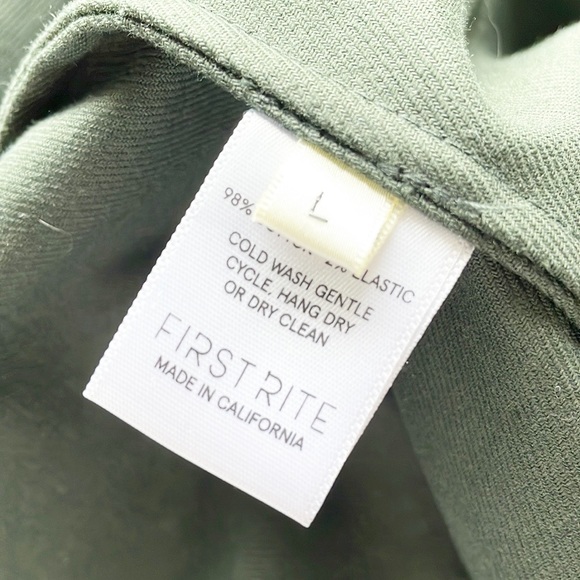 L
98%
2% ELASTIC
COLD WASH GENTLE
CYCLE, HANG DRY
OR DRY CLEAN
FIRST RITE
MADE IN CALIFORNIA